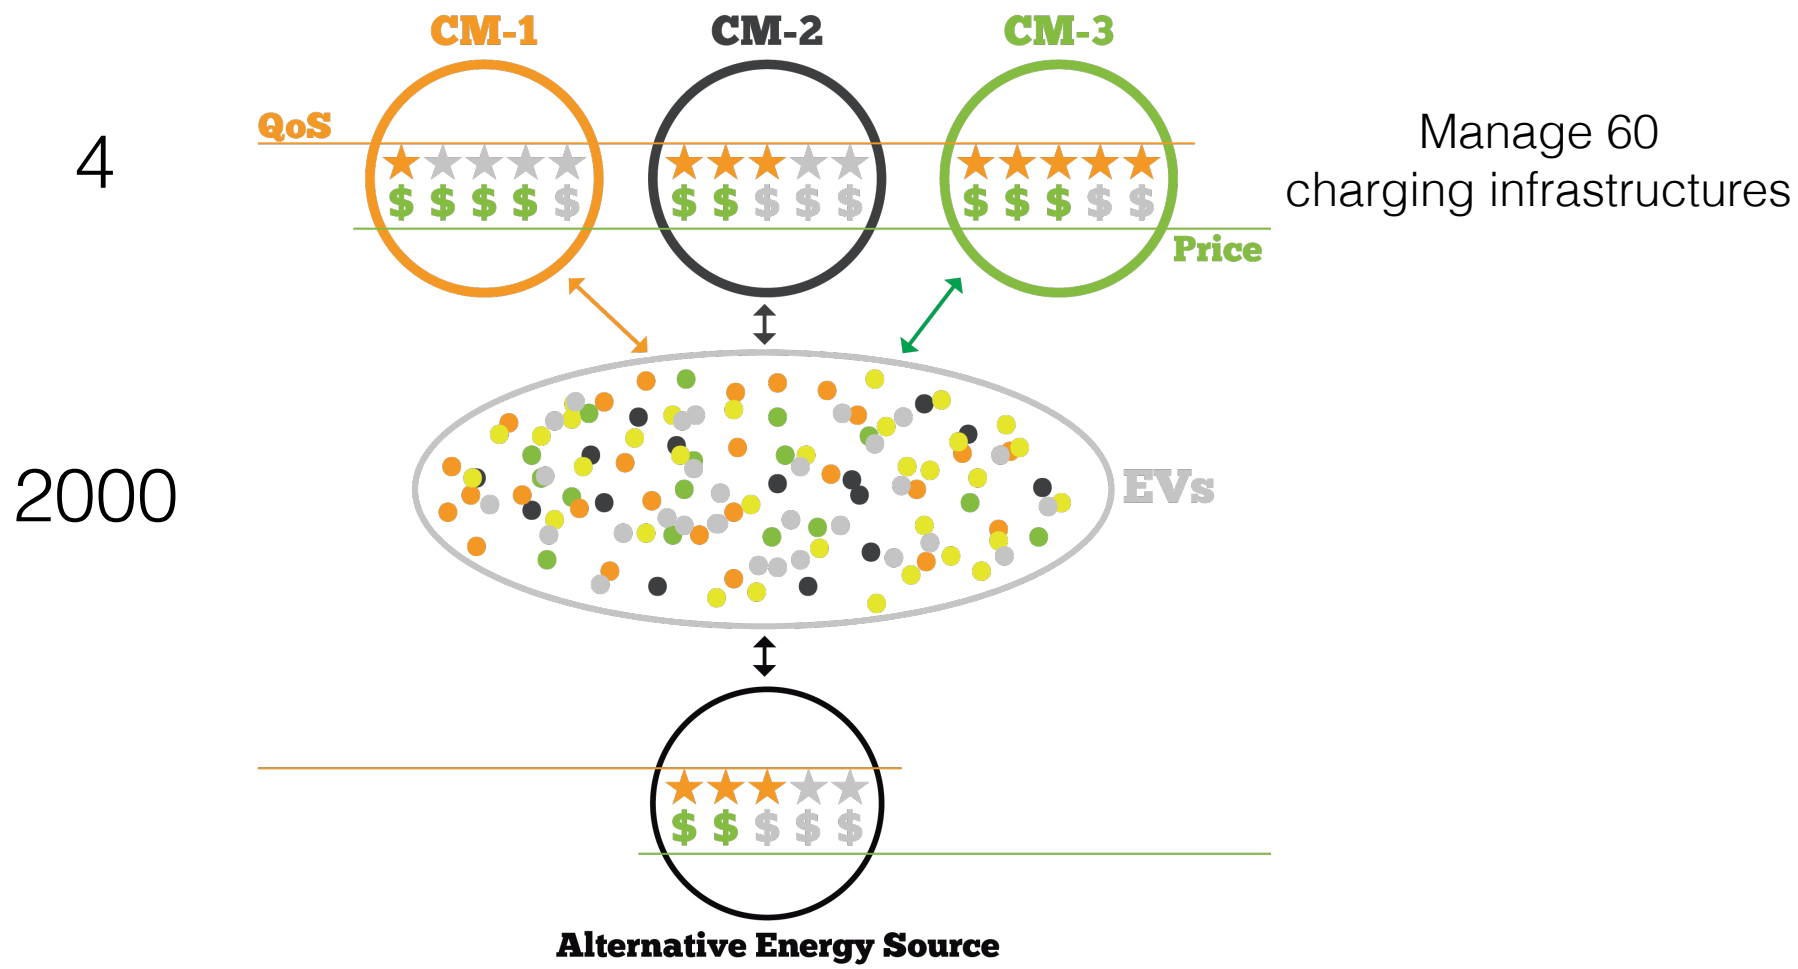 CM-1
CM-2
CM-3
QoS
4
$ $ $ $ $
$ $ $ $ $
$ $ $ $ $
Manage 60
charging infrastructures
Price
2000
EVs
$ $ $ $ $
Alternative Energy Source